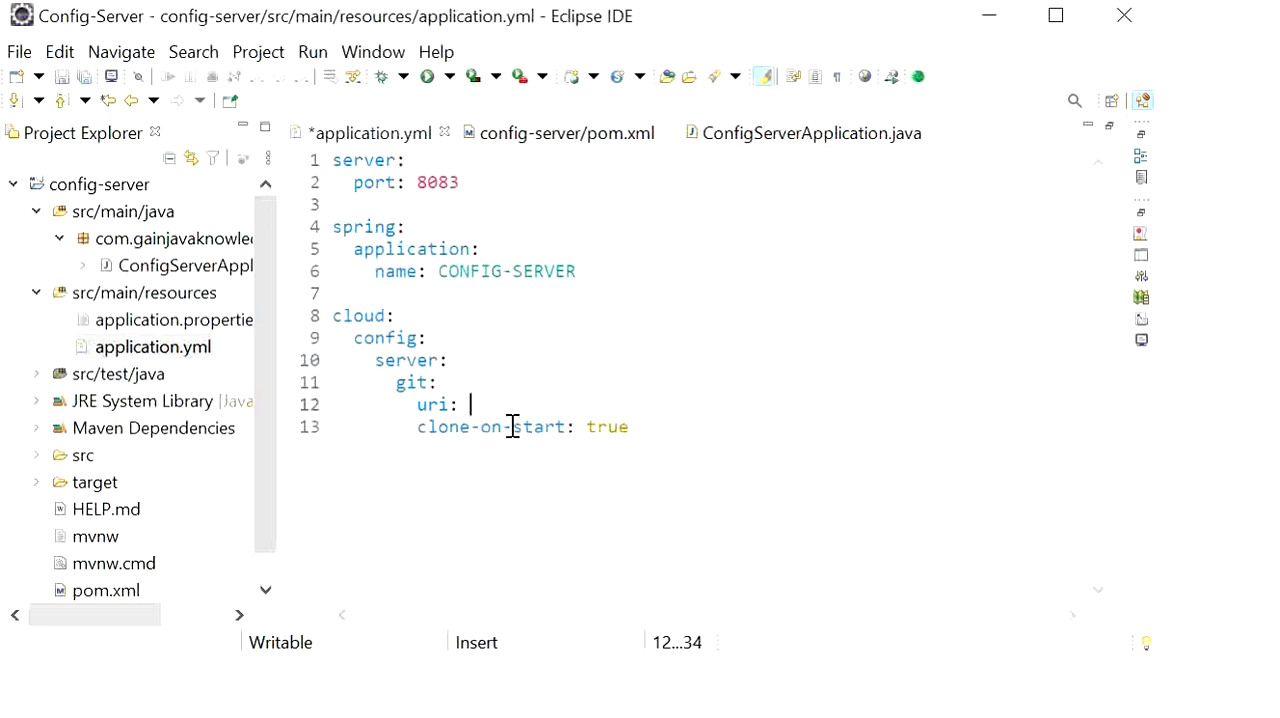 Config-Server - config-server/src/main/resources/application.yml - Eclipse IDE
File Edit Navigate Search Project Run Window Help
Project Explorer
*application.yml config-server/pom.xml ConfigServerApplication.java
config-server
src/main/java
com.gainjavaknowle
ConfigServerAppl
src/main/resources
application.propertie
application.yml
src/test/java
JRE System Library [Java
Maven Dependencies
src
target
HELP.md
mvnw
mvnw.cmd
pom.xml
1 server:
2 port: 8083
3
4 spring:
5 application:
6 name: CONFIG-SERVER
7
8 cloud:
9 config:
10 server:
11 git:
12 uri:
13 clone-on-start: true
Writable Insert 12...34